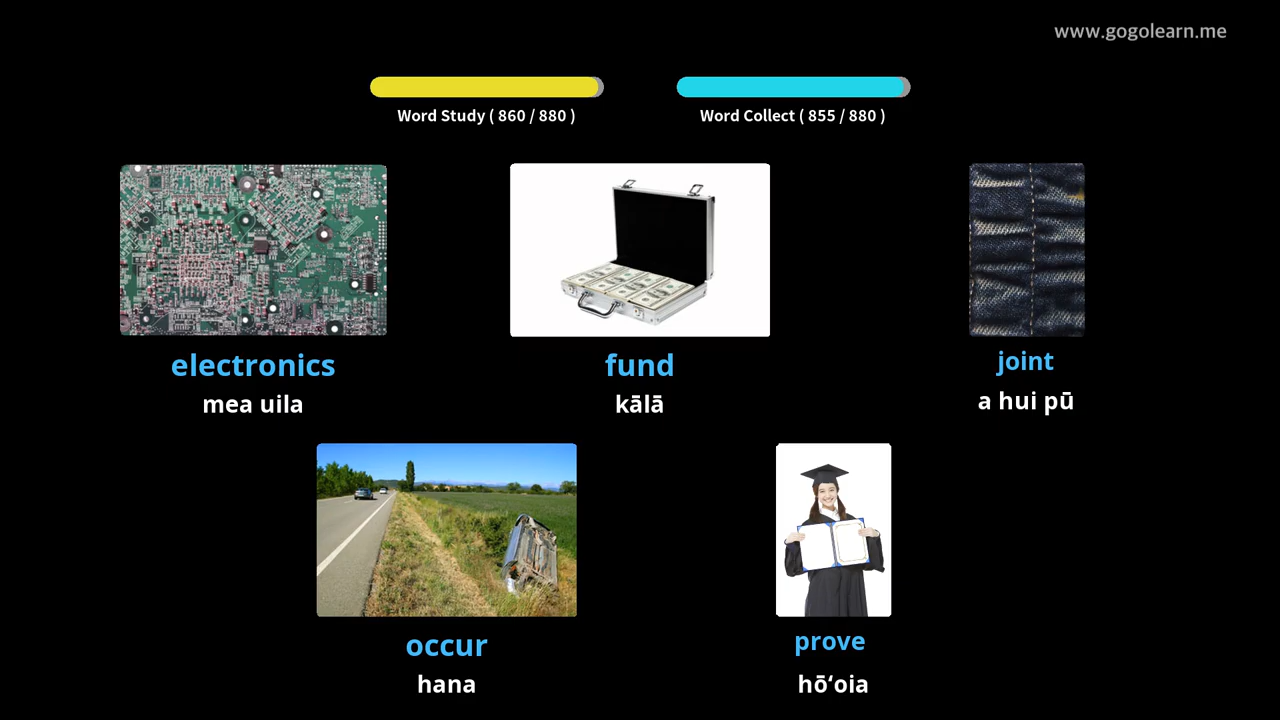 www.gogolearn.me
Word Study ( 860 / 880 )
Word Collect ( 855 / 880 )
electronics
mea uila
fund
kālā
joint
a hui pū
occur
hana
prove
hōʻoia